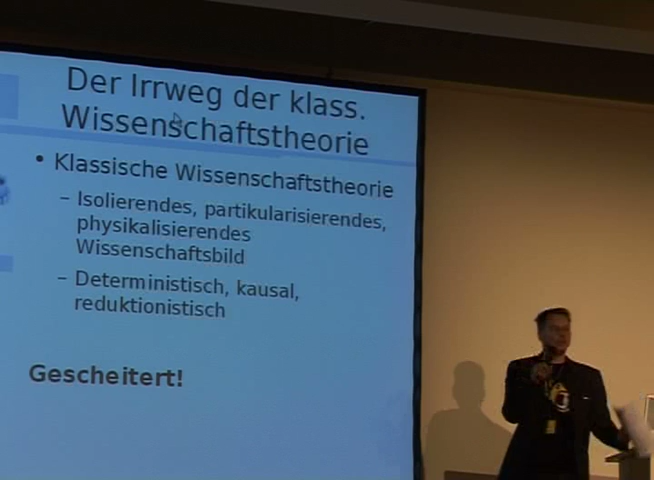 Der Irrweg der klass.
Wissenschaftstheorie
• Klassische Wissenschaftstheorie
– Isolierendes, partikularisierendes,
physikalisierendes
Wissenschaftsbild
– Deterministisch, kausal,
reduktionistisch
Gescheitert!